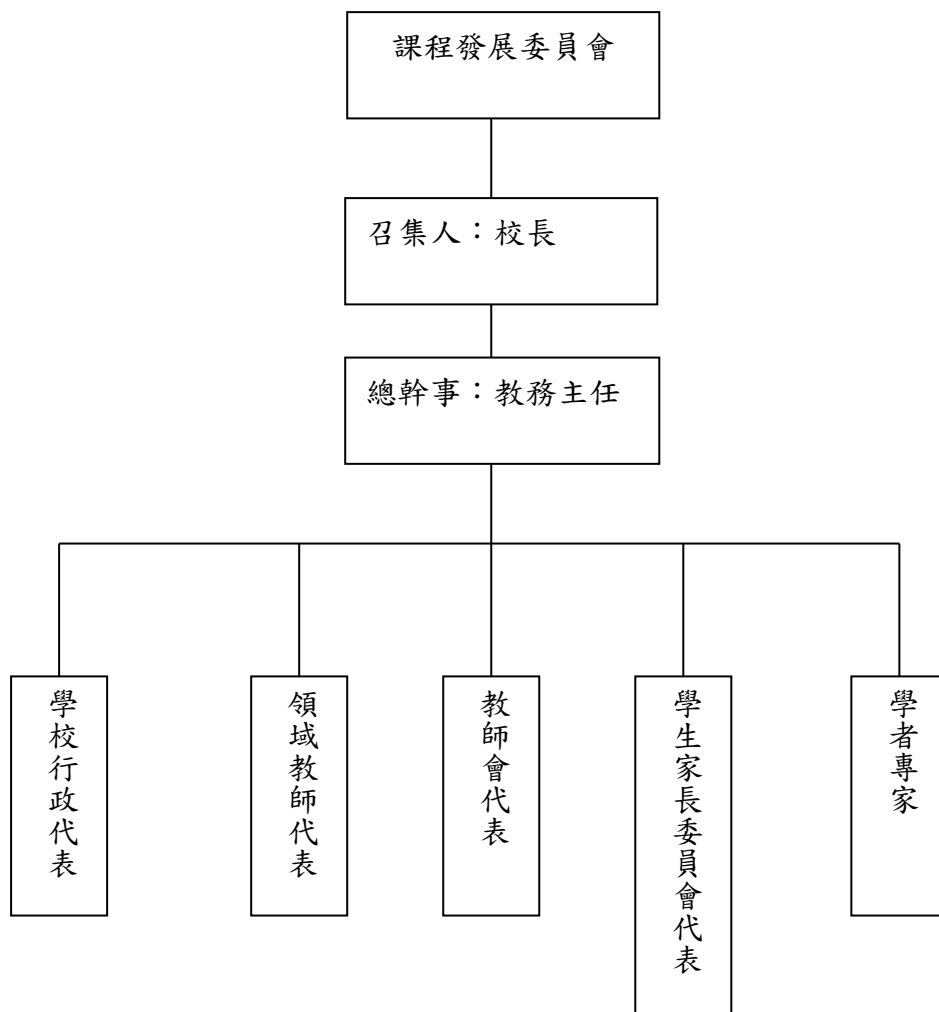 課程發展委員會
召集人：校長
總幹事：教務主任
學校行政代表
領域教師代表
教師會代表
學生家長委員會代表
學者專家